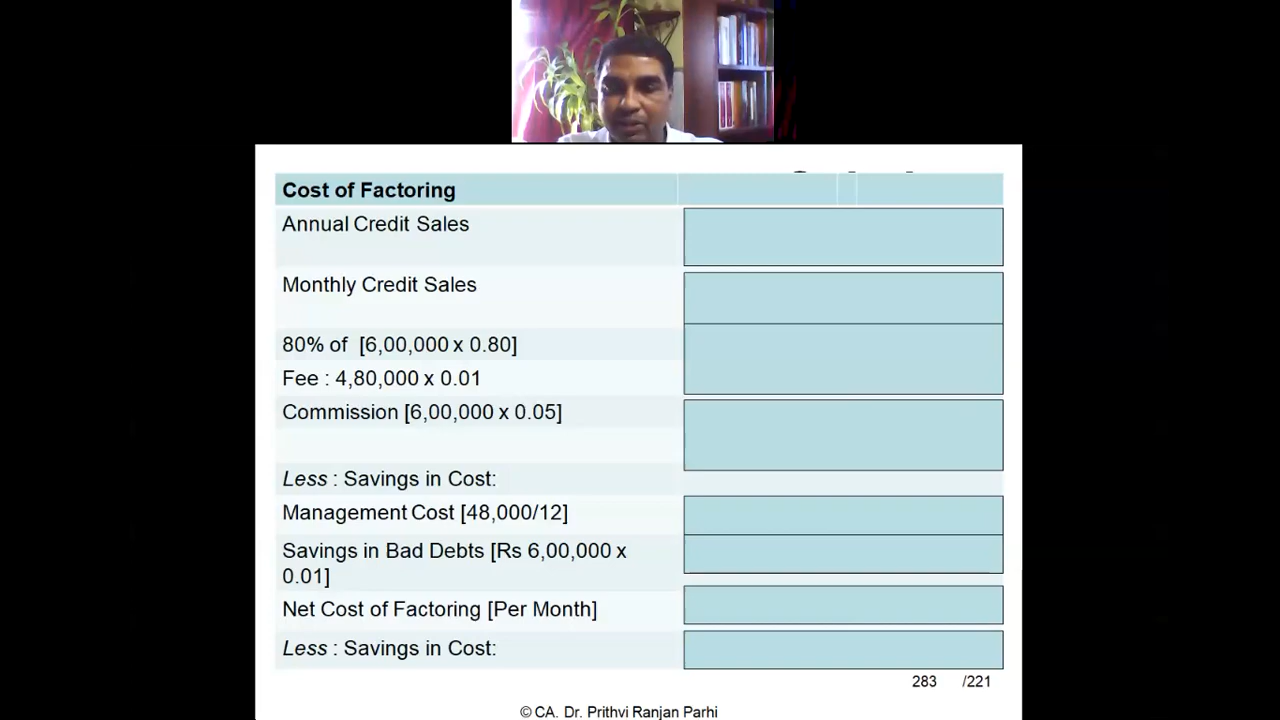 Cost of Factoring
Annual Credit Sales
Monthly Credit Sales
80% of [6,00,000 x 0.80]
Fee : 4,80,000 x 0.01
Commission [6,00,000 x 0.05]
Less : Savings in Cost:
Management Cost [48,000/12]
Savings in Bad Debts [Rs 6,00,000 x
0.01]
Net Cost of Factoring [Per Month]
Less : Savings in Cost:
283 /221
© CA. Dr. Prithvi Ranjan Parhi